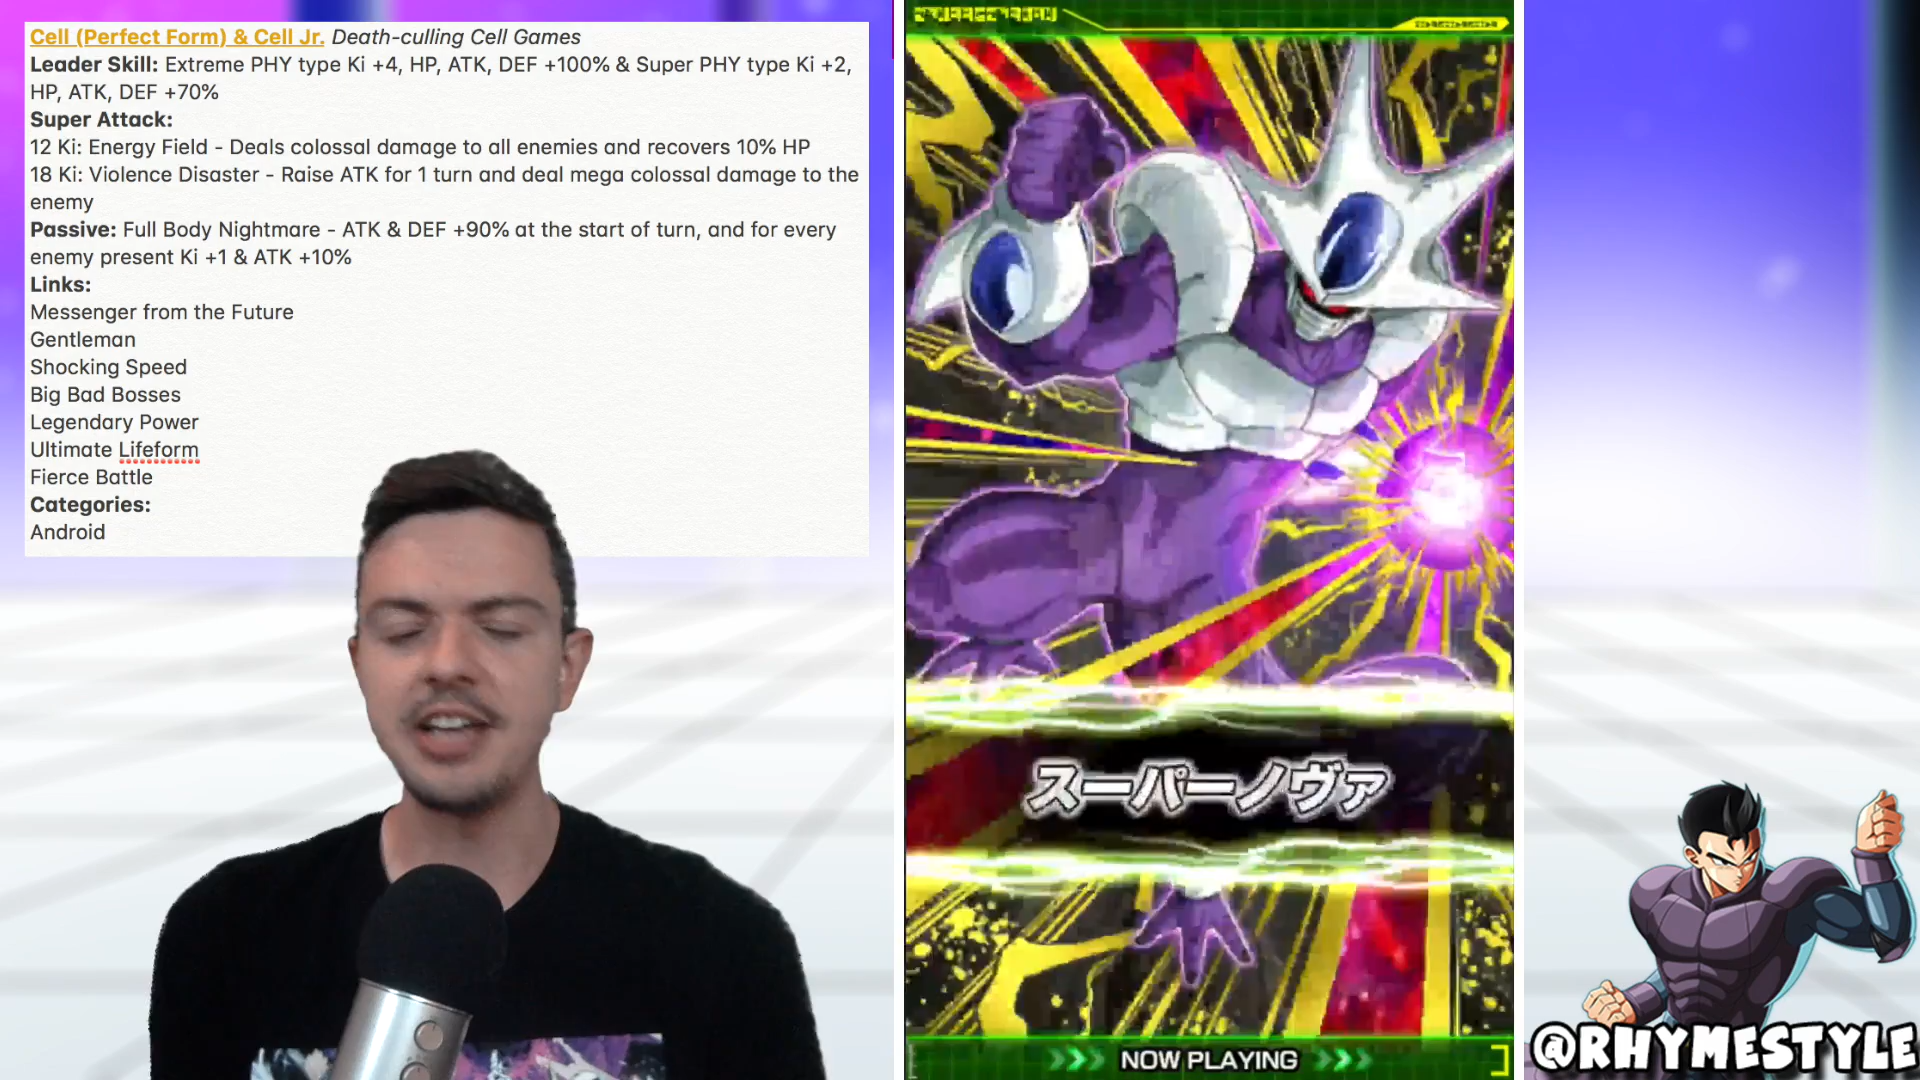 Cell (Perfect Form) & Cell Jr. Death-culling Cell Games
Leader Skill: Extreme PHY type Ki +4, HP, ATK, DEF +100% & Super PHY type Ki +2,
HP, ATK, DEF +70%
Super Attack:
12 Ki: Energy Field - Deals colossal damage to all enemies and recovers 10% HP
18 Ki: Violence Disaster - Raise ATK for 1 turn and deal mega colossal damage to the
enemy
Passive: Full Body Nightmare - ATK & DEF +90% at the start of turn, and for every
enemy present Ki +1 & ATK +10%
Links:
Messenger from the Future
Gentleman
Shocking Speed
Big Bad Bosses
Legendary Power
Ultimate Lifeform
Fierce Battle
Categories:
Android
スーパーノヴァ
NOW PLAYING
@RHYMESTYLE